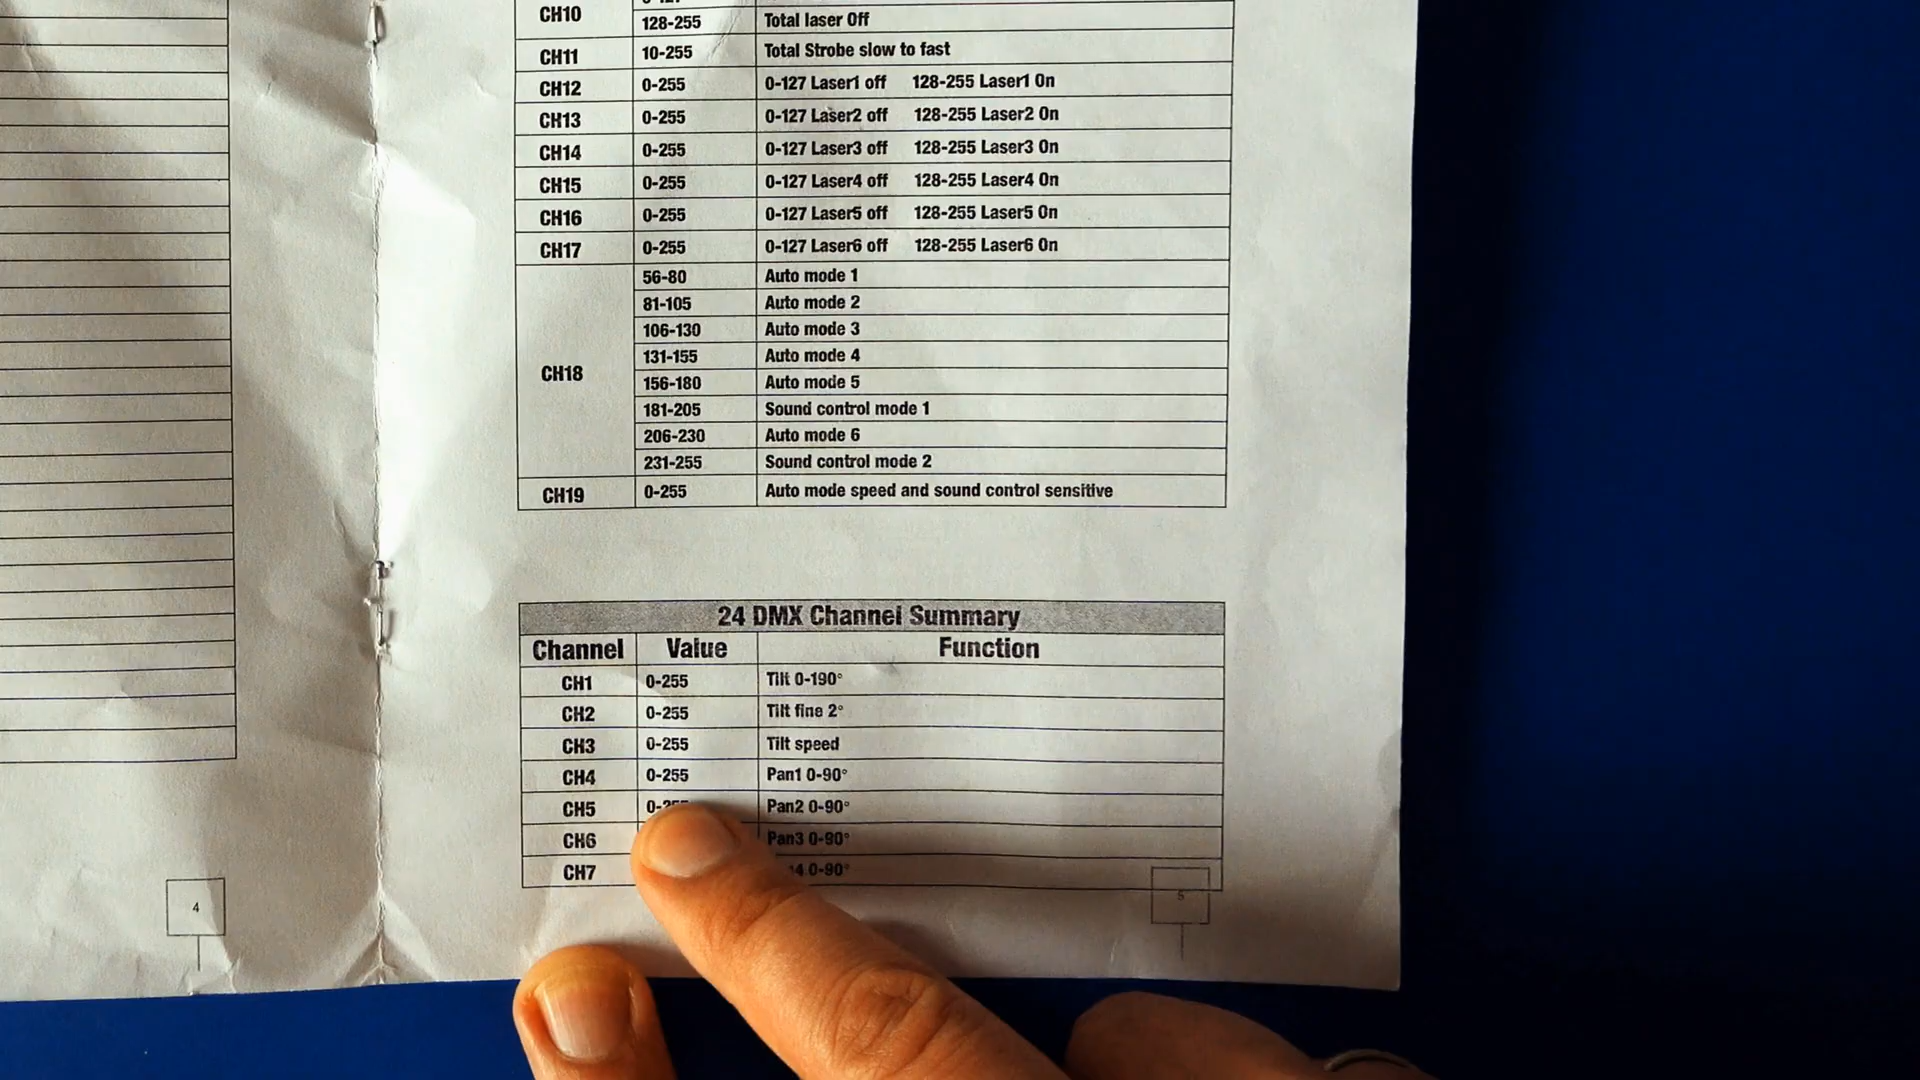 CH10
128-255 Total laser Off
CH11 10-255 Total Strobe slow to fast
CH12 0-255 0-127 Laser1 off 128-255 Laser1 On
CH13 0-255 0-127 Laser2 off 128-255 Laser2 On
CH14 0-255 0-127 Laser3 off 128-255 Laser3 On
CH15 0-255 0-127 Laser4 off 128-255 Laser4 On
CH16 0-255 0-127 Laser5 off 128-255 Laser5 On
CH17 0-255 0-127 Laser6 off 128-255 Laser6 On
56-80 Auto mode 1
81-105 Auto mode 2
106-130 Auto mode 3
131-155 Auto mode 4
CH18
156-180 Auto mode 5
181-205 Sound control mode 1
206-230 Auto mode 6
231-255 Sound control mode 2
CH19 0-255 Auto mode speed and sound control sensitive
24 DMX Channel Summary
Channel Value Function
CH1 0-255 Tilt 0-190°
CH2 0-255 Tilt fine 2°
CH3 0-255 Tilt speed
CH4 0-255 Pan1 0-90°
CH5 Pan2 0-90°
CH6 Pan3 0-90°
CH7 0-90°
4
5